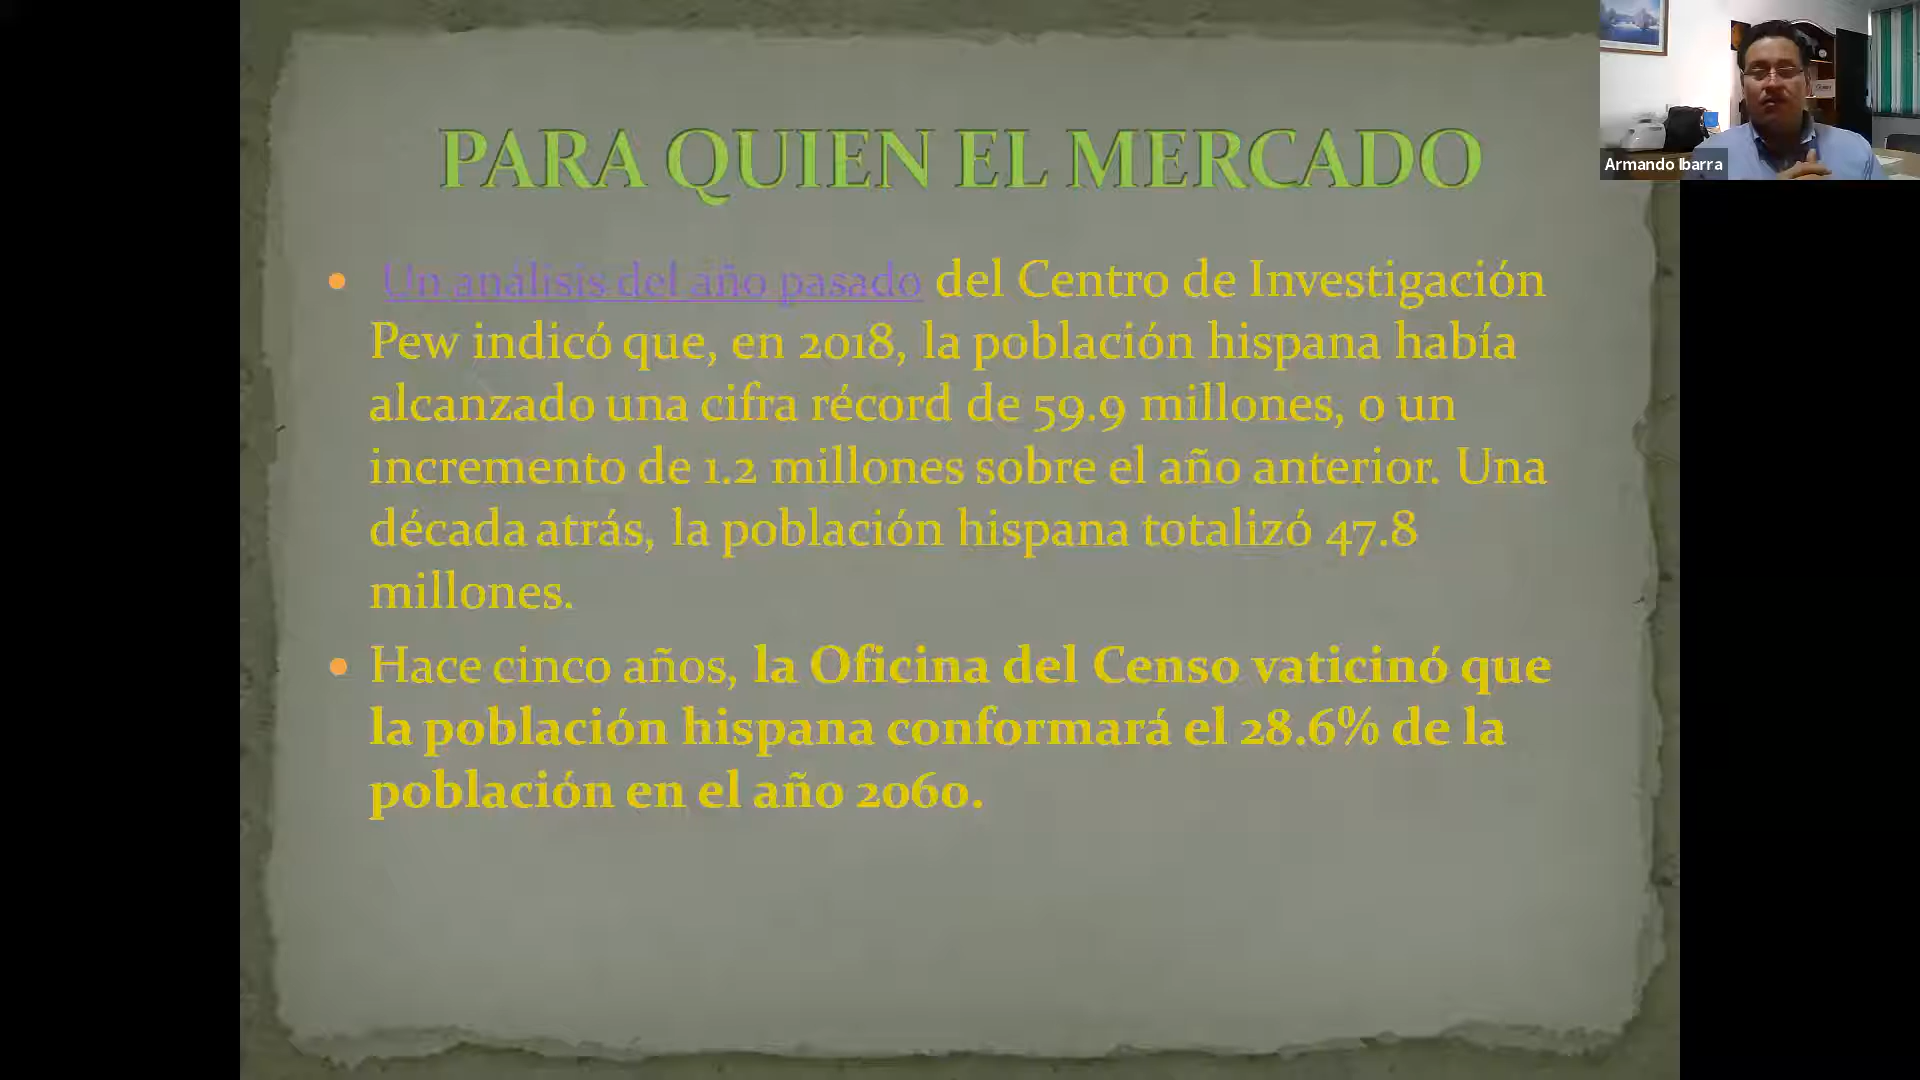 PARA QUIEN EL MERCADO
Armando Ibarra
• Un análisis del año pasado del Centro de Investigación
Pew indicó que, en 2018, la población hispana había
alcanzado una cifra récord de 59.9 millones, o un
incremento de 1.2 millones sobre el año anterior. Una
década atrás, la población hispana totalizó 47.8
millones.
• Hace cinco años, la Oficina del Censo vaticinó que
la población hispana conformará el 28.6% de la
población en el año 2060.